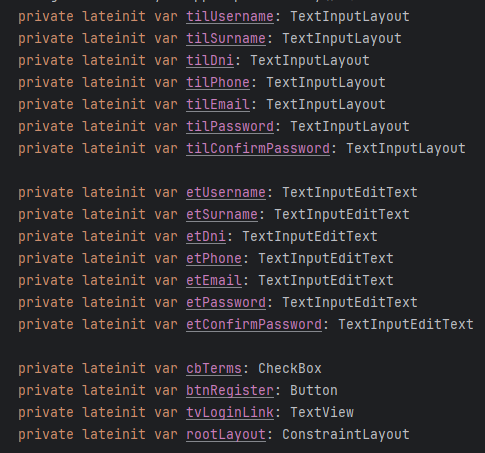 private lateinit var tilUsername: TextInputLayout
private lateinit var tilSurname: TextInputLayout
private lateinit var tilDni: TextInputLayout
private lateinit var tilPhone: TextInputLayout
private lateinit var tilEmail: TextInputLayout
private lateinit var tilPassword: TextInputLayout
private lateinit var tilConfirmPassword: TextInputLayout
private lateinit var etUsername: TextInputEditText
private lateinit var etSurname: TextInputEditText
private lateinit var etDni: TextInputEditText
private lateinit var etPhone: TextInputEditText
private lateinit var etEmail: TextInputEditText
private lateinit var etPassword: TextInputEditText
private lateinit var etConfirmPassword: TextInputEditText
private lateinit var cbTerms: CheckBox
private lateinit var btnRegister: Button
private lateinit var tvLoginLink: TextView
private lateinit var rootLayout: ConstraintLayout